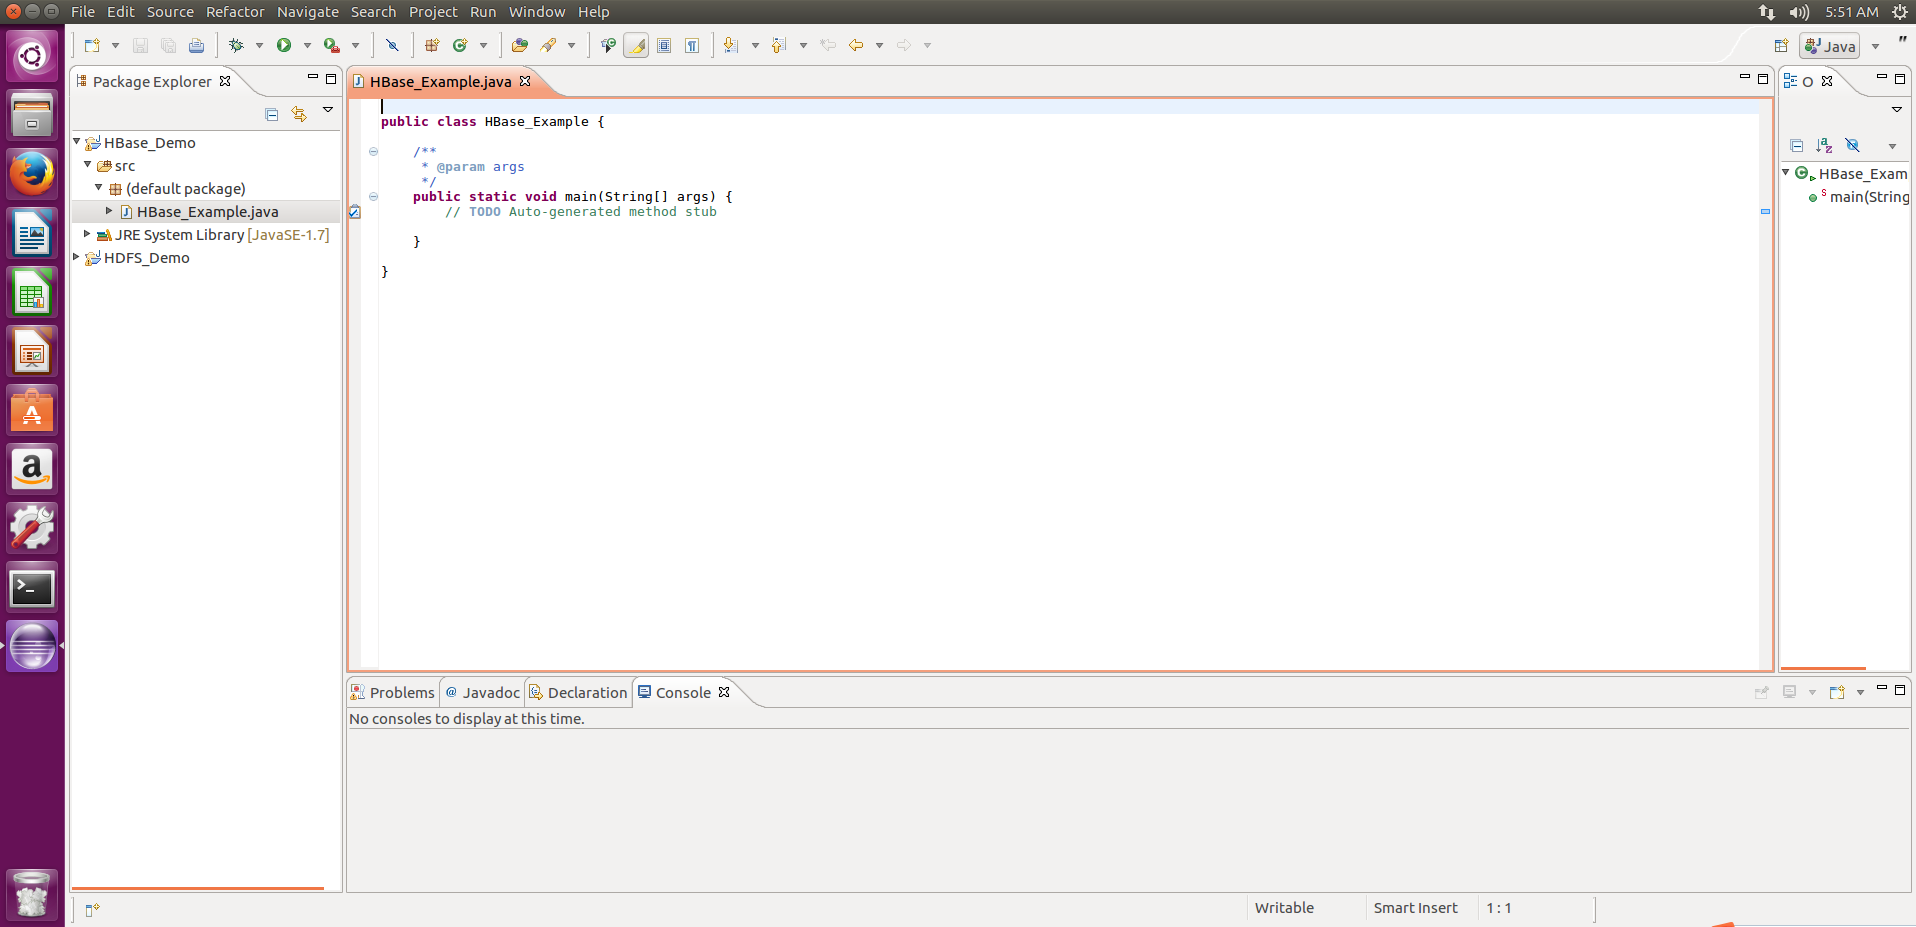 File Edit Source Refactor Navigate Search Project Run Window Help
5:51 AM
Java
Package Explorer
HBase_Demo
src
(default package)
HBase_Example.java
JRE System Library [JavaSE-1.7]
HDFS_Demo
HBase_Example.java
public class HBase_Example {
/**
* @param args
*/
public static void main(String[] args) {
// TODO Auto-generated method stub
}
}
O
HBase_Exam
main(String
Problems @ Javadoc Declaration Console
No consoles to display at this time.
Writable Smart Insert 1 : 1